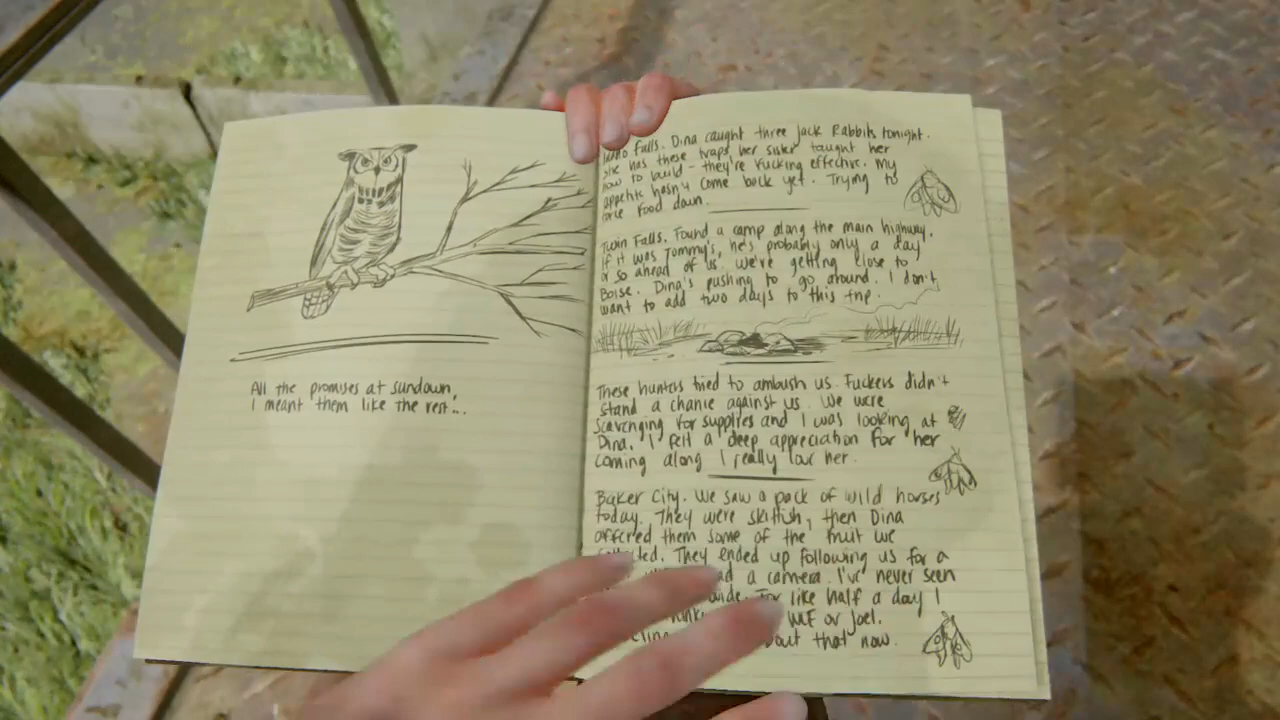 All the promises at sundown,
I meant them like the rest...
Idaho Falls. Dina caught three Jack Rabbits tonight.
she has these traps her sister taught her
how to build - they're fucking effective. My
appetite hasn't come back yet. Trying to
force food down.
Twin Falls. Found a camp along the main highway.
If it was Tommy's, he's probably only a day
or so ahead of us. We're getting close to
Boise. Dina's pushing to go around. I don't
want to add two days to this trip.
These hunters tried to ambush us. Fuckers didn't
stand a chance against us. We were
scavenging for supplies and I was looking at
Dina. I felt a deep appreciation for her
coming along. I really love her.
Baker City. We saw a pack of wild horses
today. They were skittish, then Dina
offered them some of the fruit we
They ended up following us for a
a camera. I've never seen
For like half a day I
WLF or Joel.
about that now.